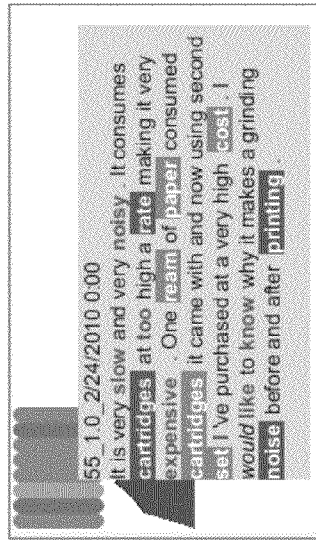 55_1.0_2/24/2010 0:00
It is very slow and very noisy . It consumes
cartridges at too high a rate making it very
expensive . One ream of paper consumed
cartridges it came with and now using second
set I 've purchased at a very high cost . I
would like to know why it makes a grinding
noise before and after printing .